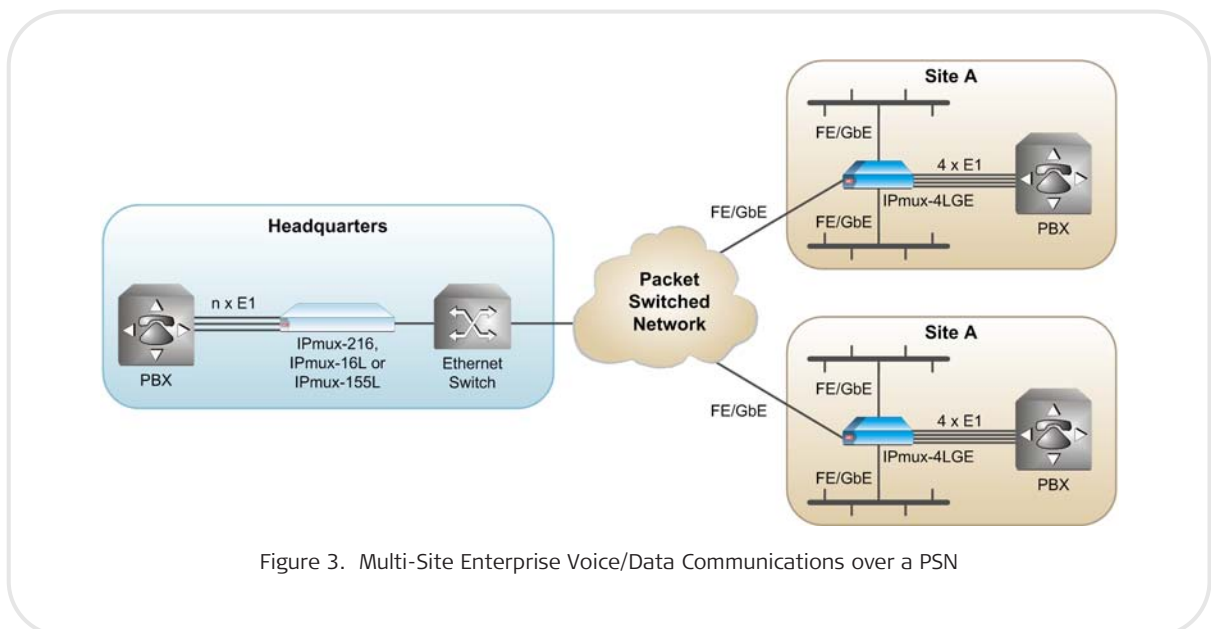 Headquarters
n x E1
PBX
IPmux-216,
IPmux-16L or
IPmux-155L
Ethernet
Switch
Packet
Switched
Network
FE/GbE
FE/GbE
Site A
FE/GbE
4 x E1
IPmux-4LGE
FE/GbE
PBX
Site A
FE/GbE
4 x E1
IPmux-4LGE
FE/GbE
PBX
Figure 3. Multi-Site Enterprise Voice/Data Communications over a PSN